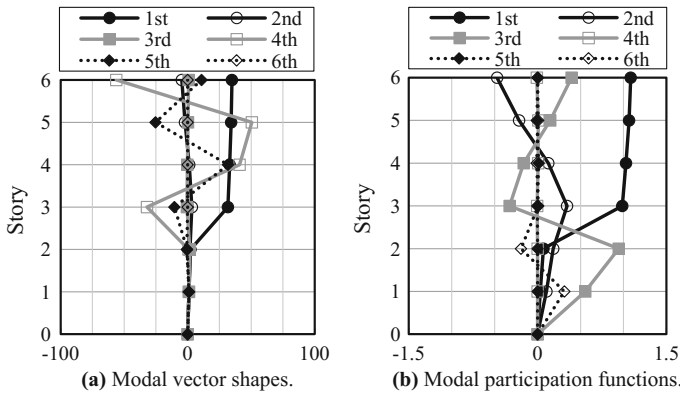 1st 2nd
3rd 4th
5th 6th
6
5
4
3
2
1
0
Story
-100 0 100
(a) Modal vector shapes.
1st 2nd
3rd 4th
5th 6th
6
5
4
3
2
1
0
Story
-1.5 0 1.5
(b) Modal participation functions.